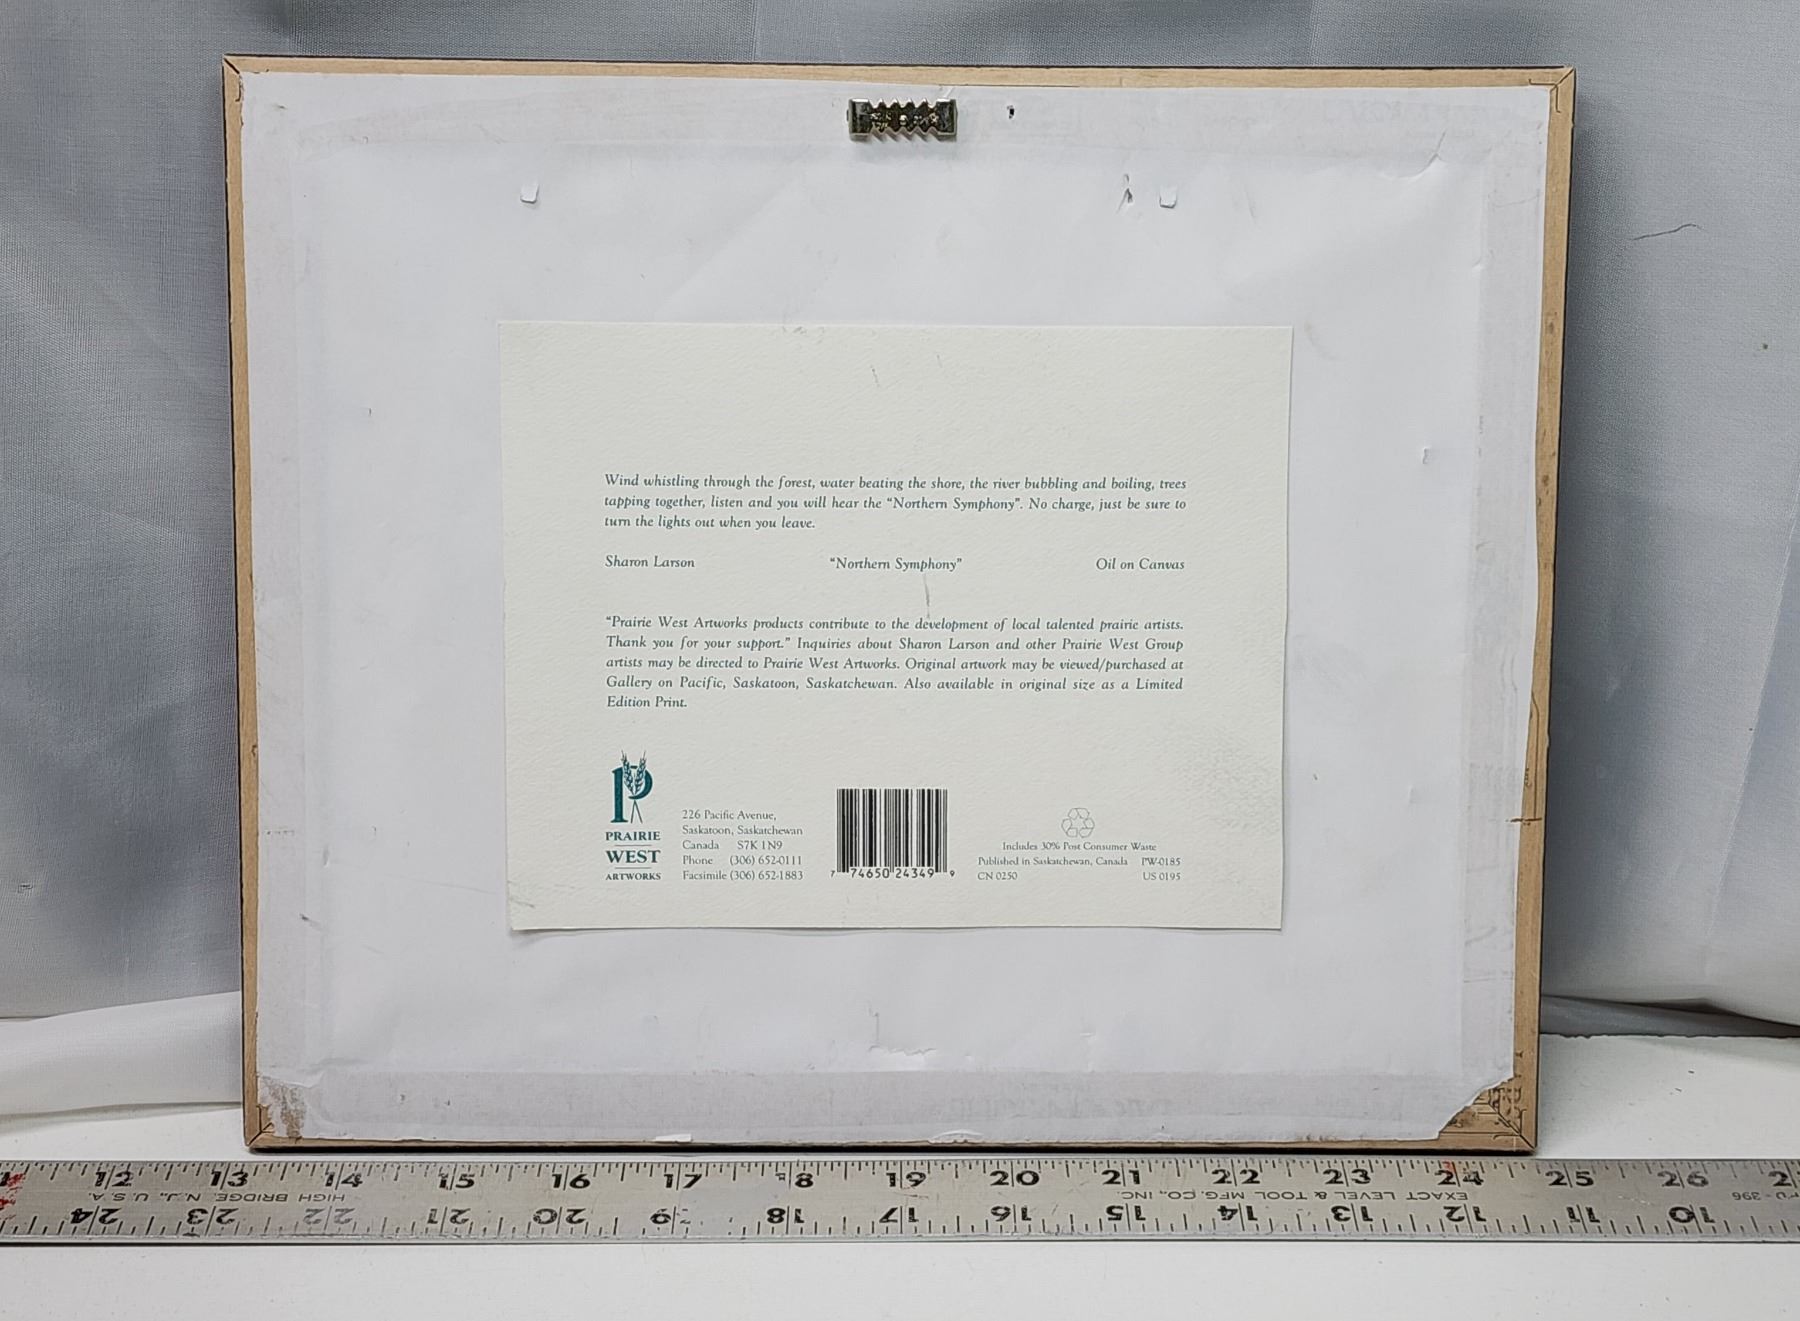 Wind whistling through the forest, water beating the shore, the river bubbling and boiling, trees
tapping together, listen and you will hear the “Northern Symphony”. No charge, just be sure to
turn the lights out when you leave.
Sharon Larson “Northern Symphony” Oil on Canvas
“Prairie West Artworks products contribute to the development of local talented prairie artists.
Thank you for your support.” Inquiries about Sharon Larson and other Prairie West Group
artists may be directed to Prairie West Artworks. Original artwork may be viewed/purchased at
Gallery on Pacific, Saskatoon, Saskatchewan. Also available in original size as a Limited
Edition Print.
P
PRAIRIE
WEST
ARTWORKS
226 Pacific Avenue,
Saskatoon, Saskatchewan
Canada S7K 1N9
Phone (306) 652-0111
Facsimile (306) 652-1883
7 74650 24349 9
Includes 30% Post Consumer Waste
Published in Saskatchewan, Canada PW-0185
CN 0250 US 0195
12 13 14 15 16 17 18 19 20 21 22 23 24 25 26
HIGH BRIDGE, N.J., U.S.A.
EXACT LEVEL & TOOL MFG. CO., INC.
10 11 12 13 14 15 16 17 18 19 20 21 22 23 24